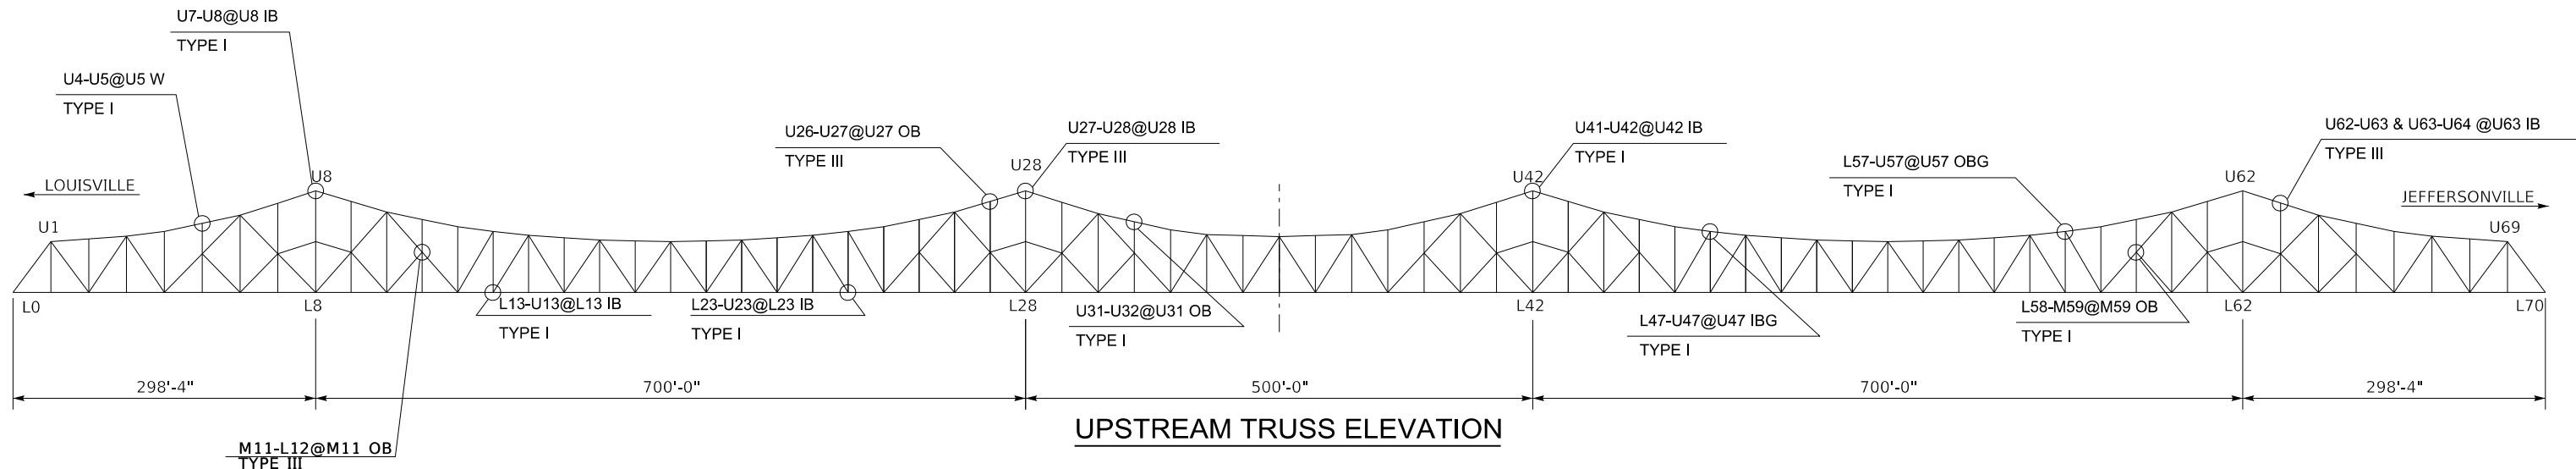 U7-U8@U8 IB
TYPE I
U4-U5@U5 W
TYPE I
U26-U27@U27 OB
TYPE III
U27-U28@U28 IB
TYPE III
U41-U42@U42 IB
TYPE I
U62-U63 & U63-U64 @U63 IB
TYPE III
L57-U57@U57 OBG
TYPE I
LOUISVILLE
U8
U28
U42
U62
JEFFERSONVILLE
U1
U69
L0
L8
L13-U13@L13 IB
TYPE I
L23-U23@L23 IB
TYPE I
L28
U31-U32@U31 OB
TYPE I
L42
L47-U47@U47 IBG
TYPE I
L58-M59@M59 OB
TYPE I
L62
L70
298'-4"
700'-0"
500'-0"
700'-0"
298'-4"
M11-L12@M11 OB
TYPE III
UPSTREAM TRUSS ELEVATION